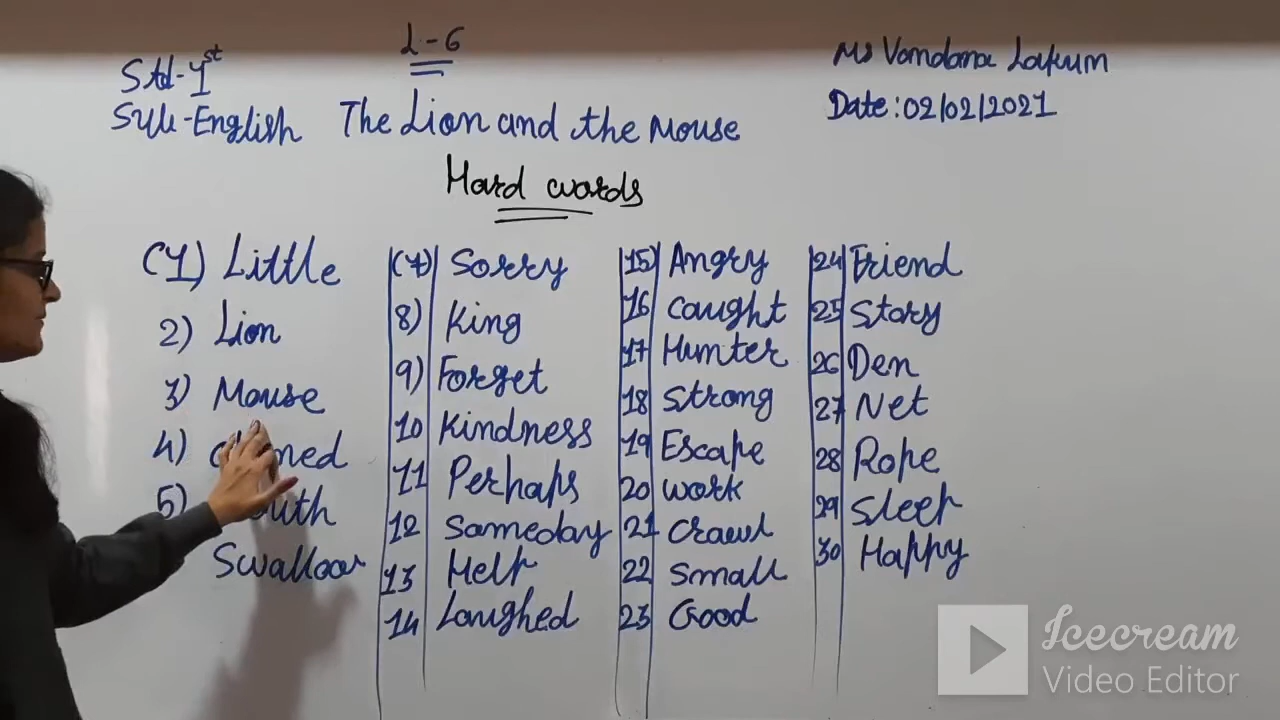 L-6
Std-1st
Ms Vandana Lakum
Sub-English
The Lion and the Mouse
Date:02/02/2021
Hard words
(1) Little
2) Lion
3) Mouse
4)
5)
Swallow
(7) Sorry
8) King
9) Forget
10 Kindness
11 Perhaps
12 Sameday
13 Help
14 Laughed
15) Angry
16 Caught
17 Hunter
18 Strong
19 Escape
20 Work
21 Crawl
22 Small
23 Good
24 Friend
25 Story
26 Den
27 Net
28 Rope
29 Sleep
30 Happy
Icecream
Video Editor